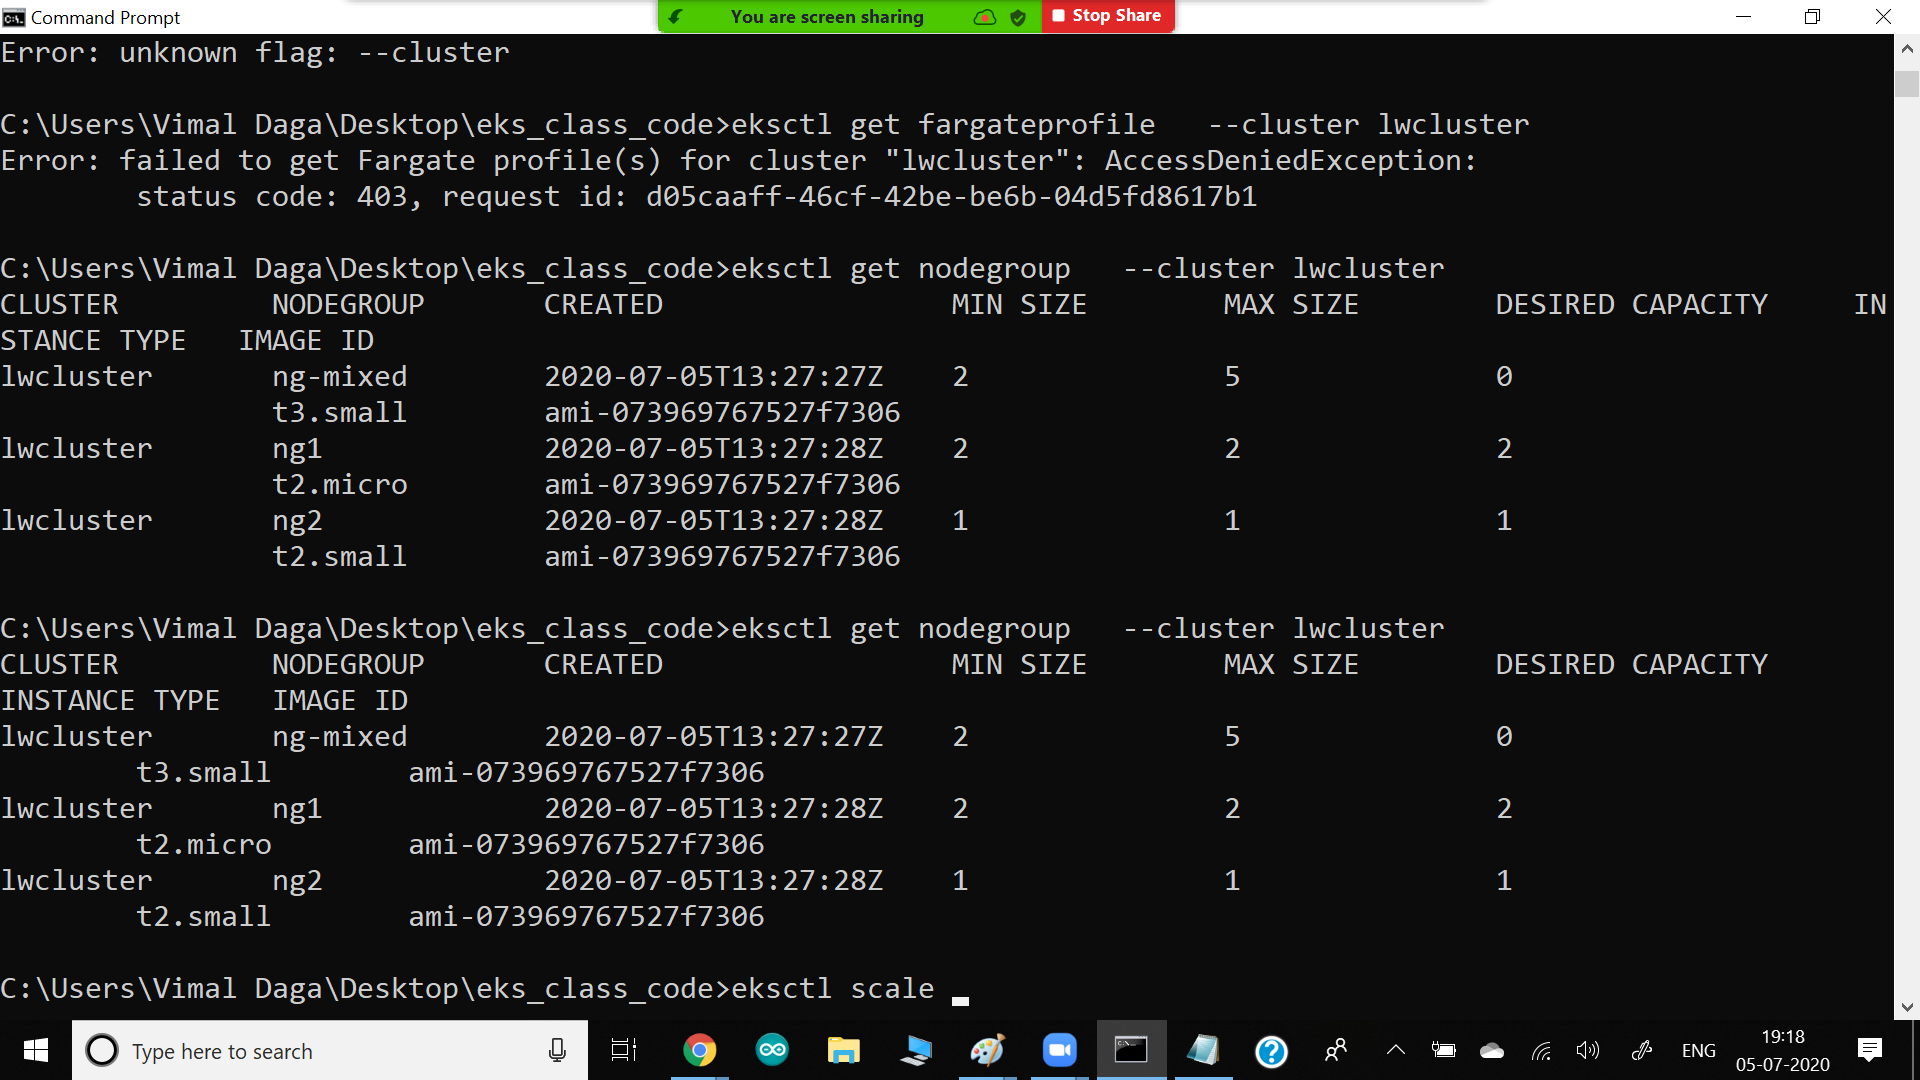 Command Prompt
You are screen sharing
Stop Share
Error: unknown flag: --cluster
C:\Users\Vimal Daga\Desktop\eks_class_code>eksctl get fargateprofile   --cluster lwcluster
Error: failed to get Fargate profile(s) for cluster "lwcluster": AccessDeniedException:
        status code: 403, request id: d05caaff-46cf-42be-be6b-04d5fd8617b1
C:\Users\Vimal Daga\Desktop\eks_class_code>eksctl get nodegroup   --cluster lwcluster
CLUSTER         NODEGROUP       CREATED                 MIN SIZE        MAX SIZE        DESIRED CAPACITY     IN
STANCE TYPE   IMAGE ID
lwcluster       ng-mixed        2020-07-05T13:27:27Z    2               5               0
                t3.small        ami-073969767527f7306
lwcluster       ng1             2020-07-05T13:27:28Z    2               2               2
                t2.micro        ami-073969767527f7306
lwcluster       ng2             2020-07-05T13:27:28Z    1               1               1
                t2.small        ami-073969767527f7306
C:\Users\Vimal Daga\Desktop\eks_class_code>eksctl get nodegroup   --cluster lwcluster
CLUSTER         NODEGROUP       CREATED                 MIN SIZE        MAX SIZE        DESIRED CAPACITY
INSTANCE TYPE   IMAGE ID
lwcluster       ng-mixed        2020-07-05T13:27:27Z    2               5               0
        t3.small        ami-073969767527f7306
lwcluster       ng1             2020-07-05T13:27:28Z    2               2               2
        t2.micro        ami-073969767527f7306
lwcluster       ng2             2020-07-05T13:27:28Z    1               1               1
        t2.small        ami-073969767527f7306
C:\Users\Vimal Daga\Desktop\eks_class_code>eksctl scale
Type here to search
ENG
19:18
05-07-2020